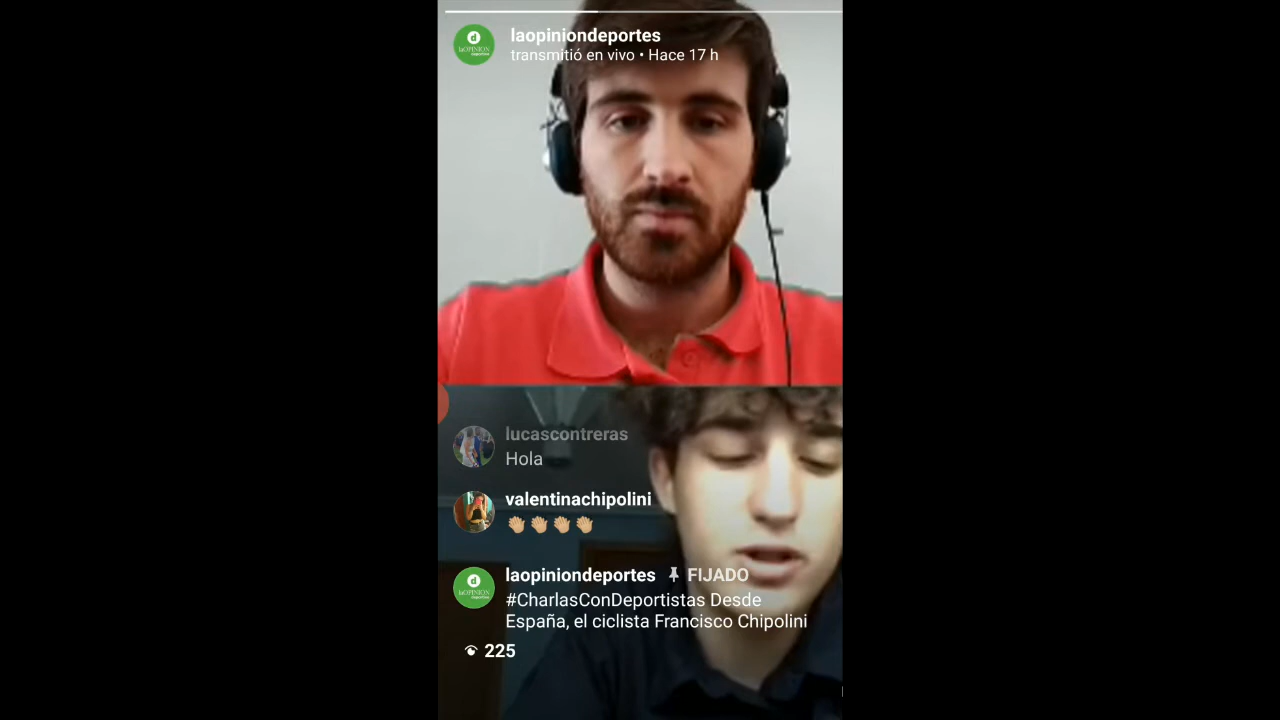 laopiniondeportes
transmitió en vivo • Hace 17 h
lucascontreras
Hola
valentinachipolini
👏🏼👏🏼👏🏼👏🏼
laopiniondeportes FIJADO
#CharlasConDeportistas Desde
España, el ciclista Francisco Chipolini
225